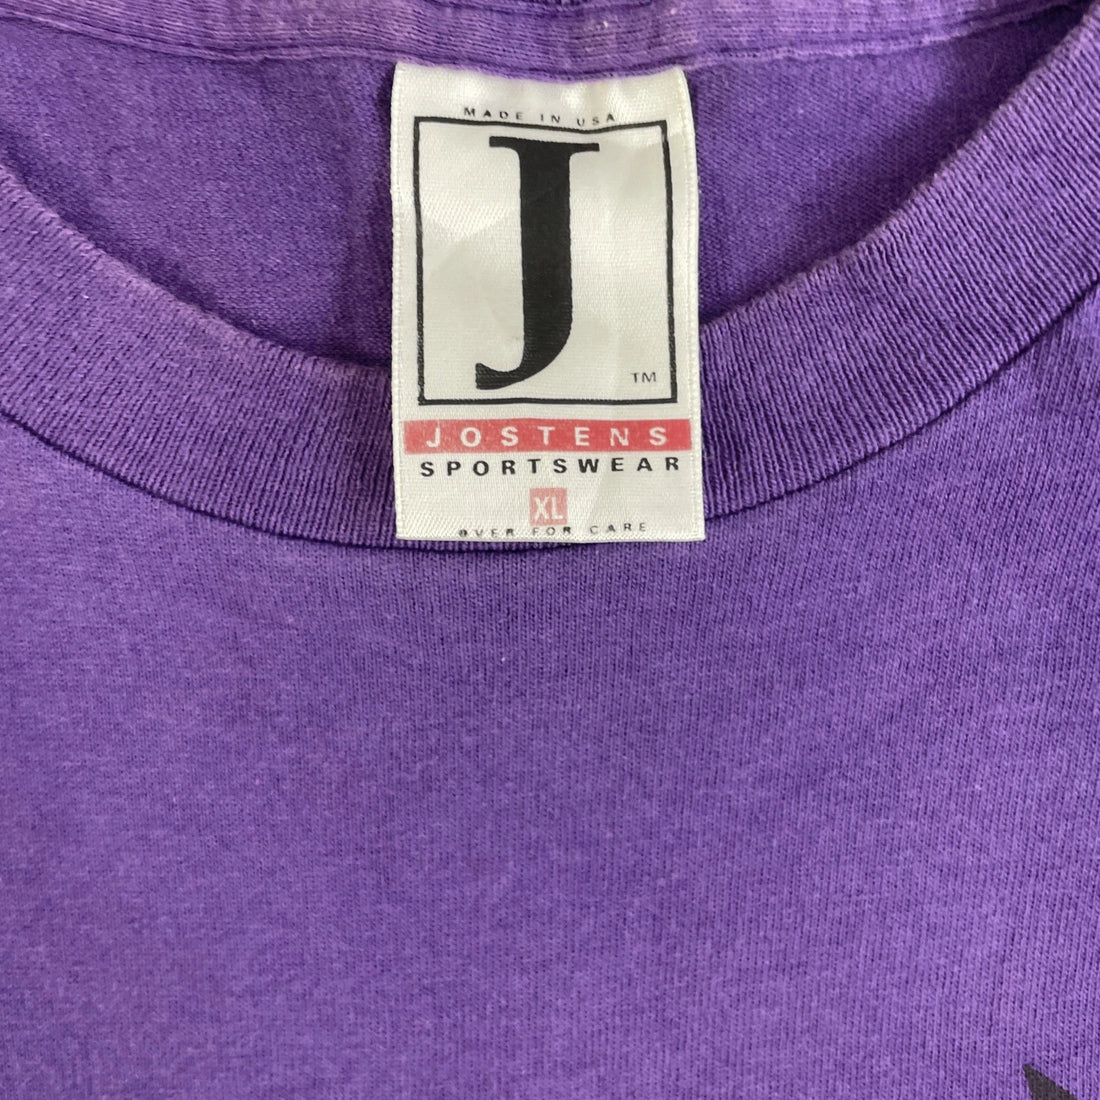 MADE IN USA
J
TM
JOSTENS
SPORTSWEAR
XL
OVER FOR CARE